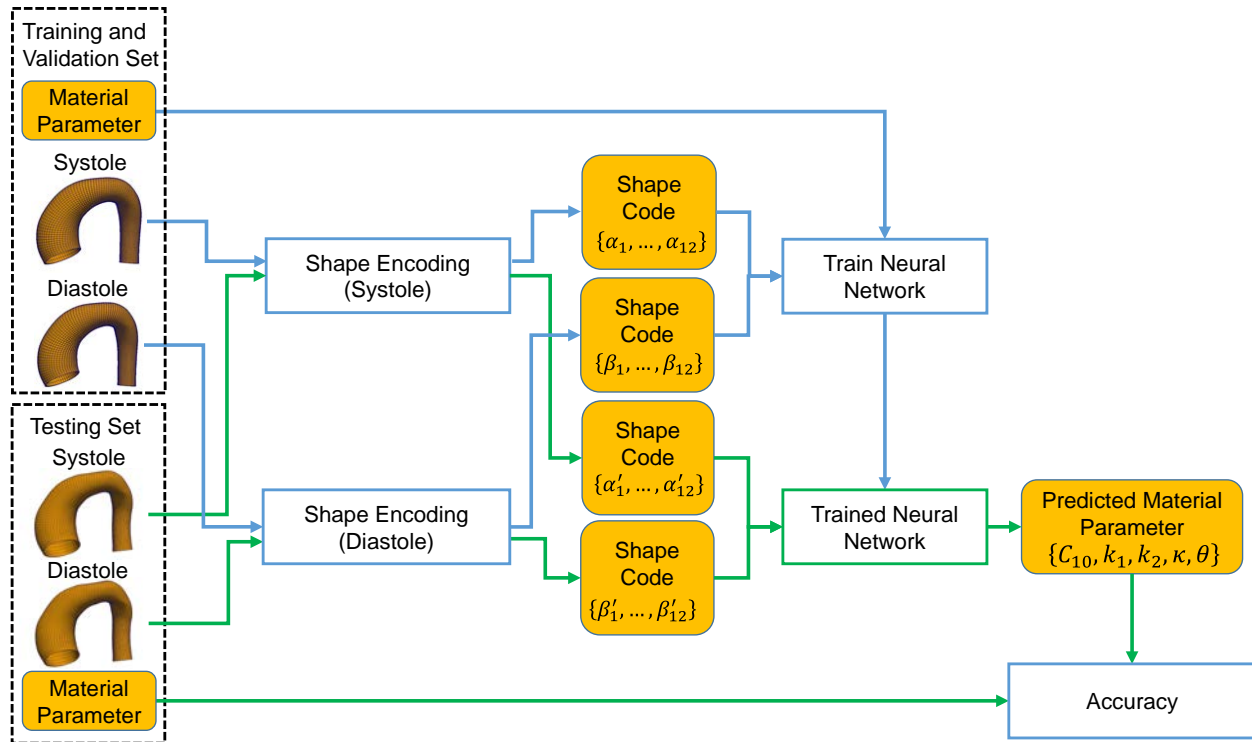 Training and
Validation Set
Material
Parameter
Systole
Diastole
Testing Set
Systole
Diastole
Material
Parameter
Shape Encoding
(Systole)
Shape Encoding
(Diastole)
Shape
Code
{α₁, … , α₁₂}
Shape
Code
{β₁, … , β₁₂}
Shape
Code
{α′₁, … , α′₁₂}
Shape
Code
{β′₁, … , β′₁₂}
Train Neural
Network
Trained Neural
Network
Predicted Material
Parameter
{C₁₀, k₁, k₂, κ, θ}
Accuracy